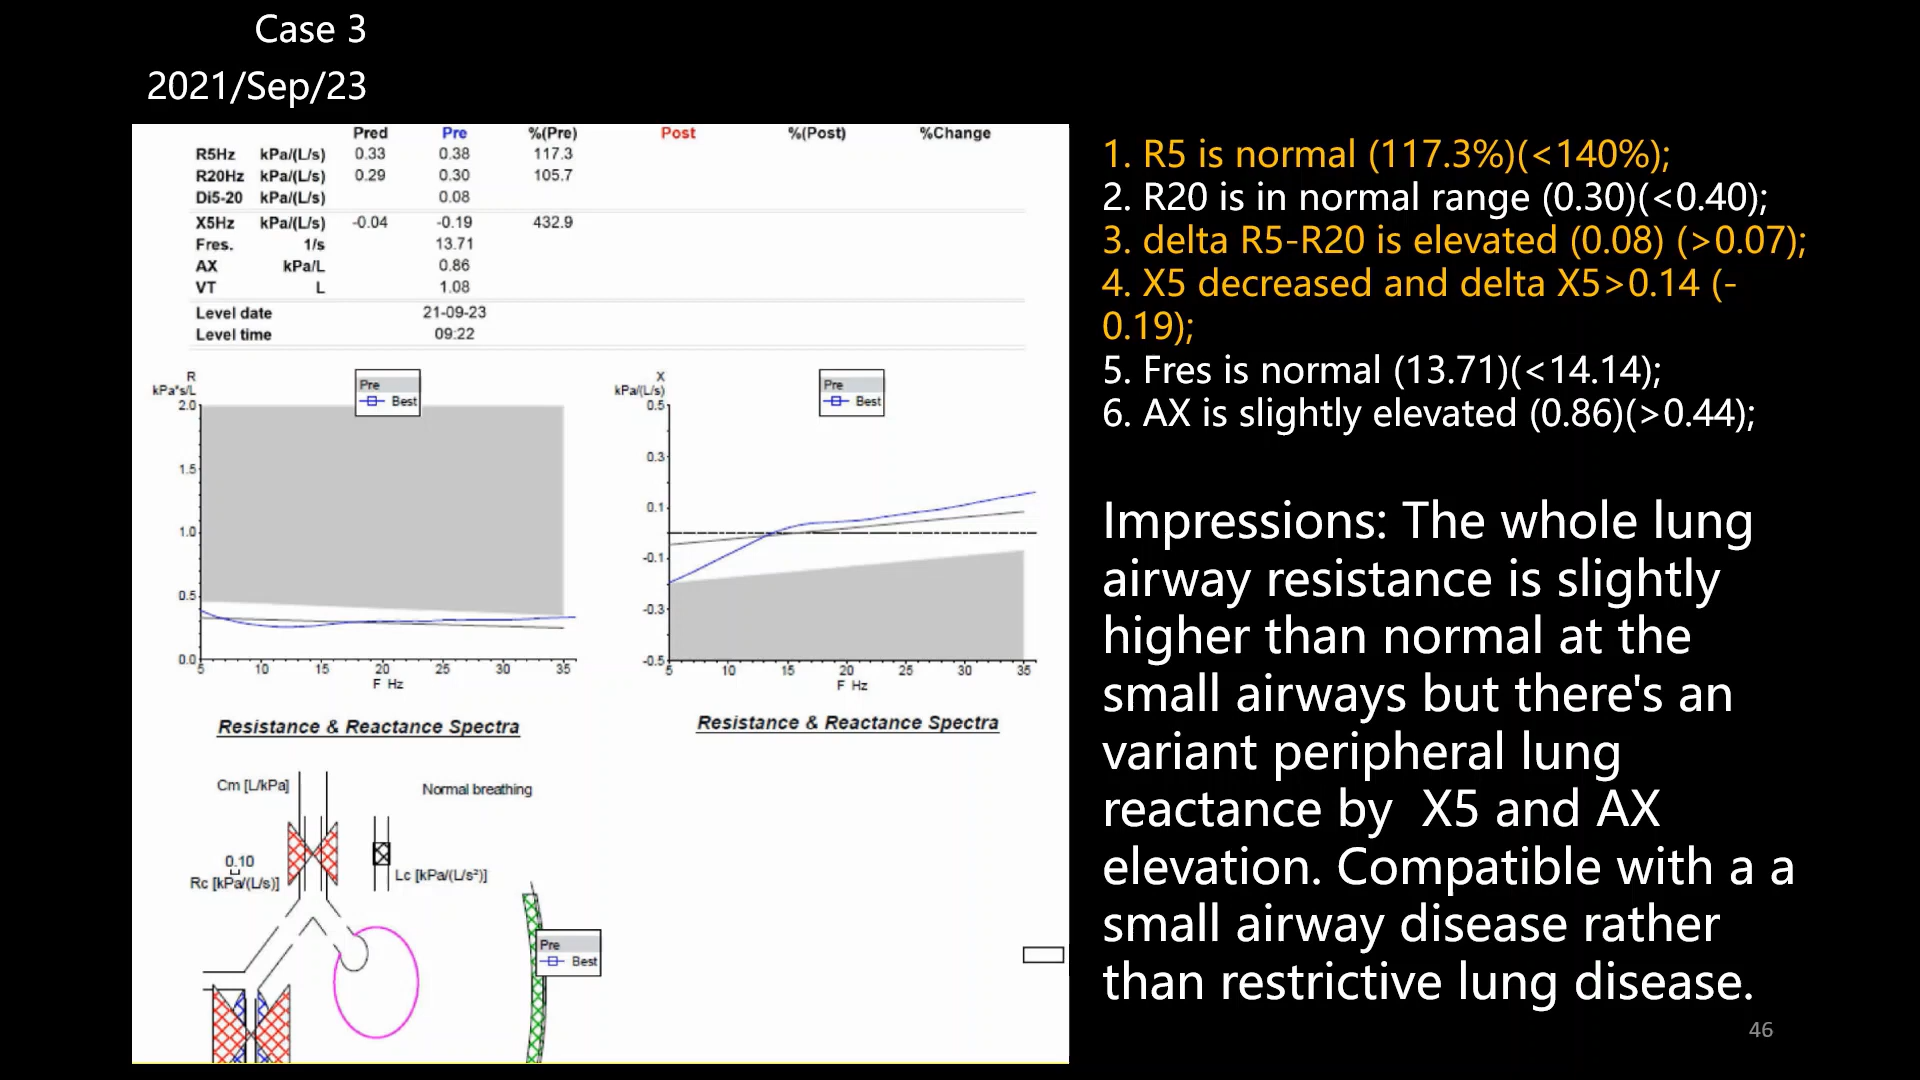 Case 3
2021/Sep/23
Pred Pre %(Pre) Post %(Post) %Change
R5Hz kPa/(L/s) 0.33 0.38 117.3
R20Hz kPa/(L/s) 0.29 0.30 105.7
Di5-20 kPa/(L/s) 0.08
X5Hz kPa/(L/s) -0.04 -0.19 432.9
Fres. 1/s 13.71
AX kPa/L 0.86
VT L 1.08
Level date 21-09-23
Level time 09:22
R
kPa*s/L
2.0
1.5
1.0
0.5
0.0
5 10 15 20 25 30 35
F Hz
Pre
Best
X
kPa/(L/s)
0.5
0.3
0.1
-0.1
-0.3
-0.5
5 10 15 20 25 30 35
F Hz
Pre
Best
Resistance & Reactance Spectra
Resistance & Reactance Spectra
Cm [L/kPa]
Normal breathing
0.10
Rc [kPa/(L/s)]
Lc [kPa/(L/s²)]
Pre
Best
1. R5 is normal (117.3%)(<140%);
2. R20 is in normal range (0.30)(<0.40);
3. delta R5-R20 is elevated (0.08) (>0.07);
4. X5 decreased and delta X5>0.14 (-
0.19);
5. Fres is normal (13.71)(<14.14);
6. AX is slightly elevated (0.86)(>0.44);
Impressions: The whole lung
airway resistance is slightly
higher than normal at the
small airways but there's an
variant peripheral lung
reactance by  X5 and AX
elevation. Compatible with a a
small airway disease rather
than restrictive lung disease.
46